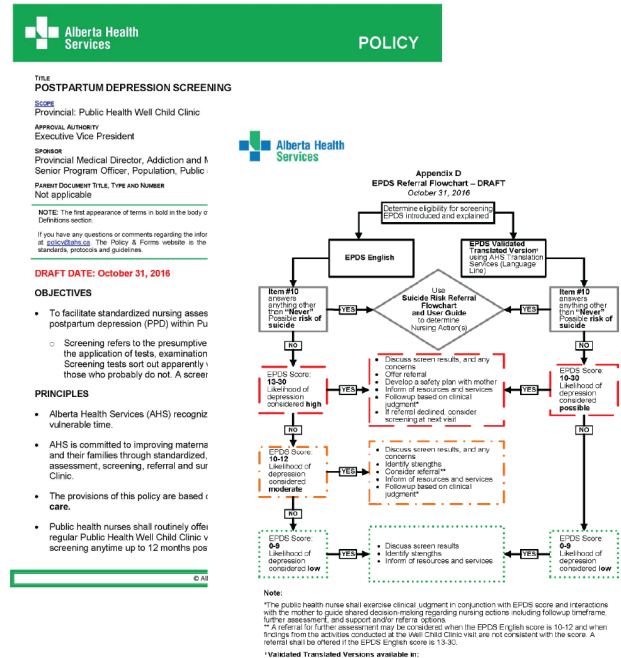 Alberta Health
Services
POLICY
TITLE
POSTPARTUM DEPRESSION SCREENING
SCOPE
Provincial: Public Health Well Child Clinic
APPROVAL AUTHORITY
Executive Vice President
SPONSOR
Provincial Medical Director, Addiction and M
Senior Program Officer, Population, Public
PARENT DOCUMENT TITLE, TYPE AND NUMBER
Not applicable
NOTE: The first appearance of terms in bold in the body o
Definitions section.
If you have any questions or comments regarding the infor
at policy@ahs.ca. The Policy & Forms website is the
standards, protocols and guidelines.
DRAFT DATE: October 31, 2016
OBJECTIVES
• To facilitate standardized nursing asses
postpartum depression (PPD) within Pu
o Screening refers to the presumptive
the application of tests, examination
Screening tests sort out apparently
those who probably do not. A screer
PRINCIPLES
• Alberta Health Services (AHS) recogniz
vulnerable time.
• AHS is committed to improving materna
and their families through standardized,
assessment, screening, referral and sur
Clinic.
• The provisions of this policy are based
care.
• Public health nurses shall routinely offe
regular Public Health Well Child Clinic v
screening anytime up to 12 months pos
© Al
Alberta Health
Services
Appendix D
EPDS Referral Flowchart – DRAFT
October 31, 2016
Determine eligibility for screening
EPDS introduced and explained
EPDS English
EPDS Validated
Translated Version¹
using AHS Translation
Services (Language
Line)
Item #10
answers
anything other
than "Never"
Possible risk of
suicide
YES
Use
Suicide Risk Referral
Flowchart
and User Guide
to determine
Nursing Action(s)
YES
Item #10
answers
anything other
than "Never"
Possible risk of
suicide
NO
NO
EPDS Score:
13-30
Likelihood of
depression
considered high
YES
• Discuss screen results, and any
concerns
• Offer referral
• Develop a safety plan with mother
• Inform of resources and services
• Followup based on clinical
judgment*
• If referral declined, consider
screening at next visit
YES
EPDS Score:
10-30
Likelihood of
depression
considered
possible
NO
NO
EPDS Score:
10-12
Likelihood of
depression
considered
moderate
YES
• Discuss screen results, and any
concerns
• Identify strengths
• Consider referral**
• Inform of resources and services
• Followup based on clinical
judgment*
NO
EPDS Score:
0-9
Likelihood of
depression
considered low
YES
• Discuss screen results
• Identify strengths
• Inform of resources and services
YES
EPDS Score:
0-9
Likelihood of
depression
considered low
Note:
*The public health nurse shall exercise clinical judgment in conjunction with EPDS score and interactions
with the mother to guide shared decision-making regarding nursing actions including followup timeframe,
further assessment, and support and/or referral options.
** A referral for further assessment may be considered when the EPDS English score is 10-12 and when
findings from the activities conducted at the Well Child Clinic visit are not consistent with the score. A
referral shall be offered if the EPDS English score is 13-30.
¹Validated Translated Versions available in: